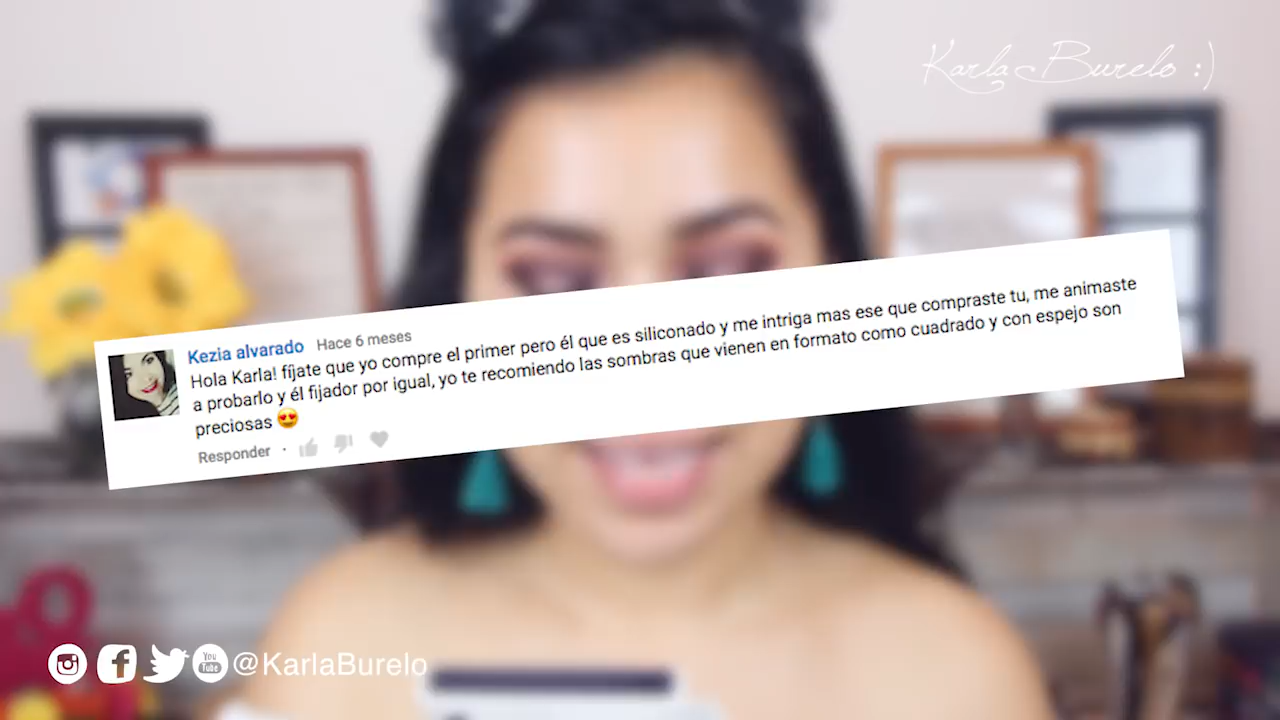 Karla Burelo :)
Kezia alvarado Hace 6 meses
Hola Karla! fíjate que yo compre el primer pero él que es siliconado y me intriga mas ese que compraste tu, me animaste
a probarlo y él fijador por igual, yo te recomiendo las sombras que vienen en formato como cuadrado y con espejo son
preciosas 😍
Responder ·
You
Tube
@KarlaBurelo